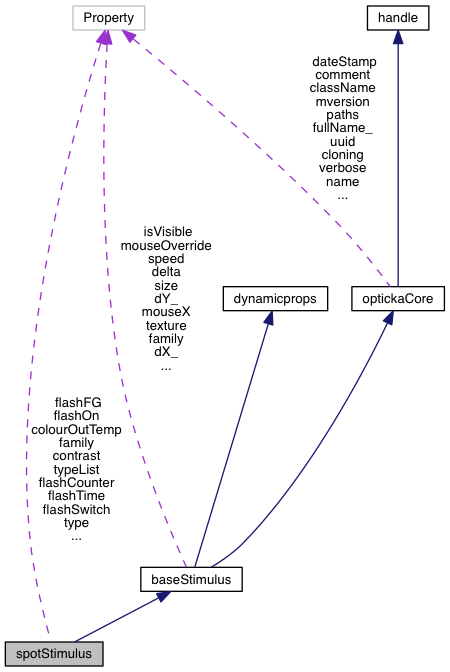 Property
handle
dateStamp
comment
className
mversion
paths
fullName_
uuid
cloning
verbose
name
...
isVisible
mouseOverride
speed
delta
size
dY_
mouseX
texture
family
dX_
...
dynamicprops
optickaCore
flashFG
flashOn
colourOutTemp
family
contrast
typeList
flashCounter
flashTime
flashSwitch
type
...
baseStimulus
spotStimulus